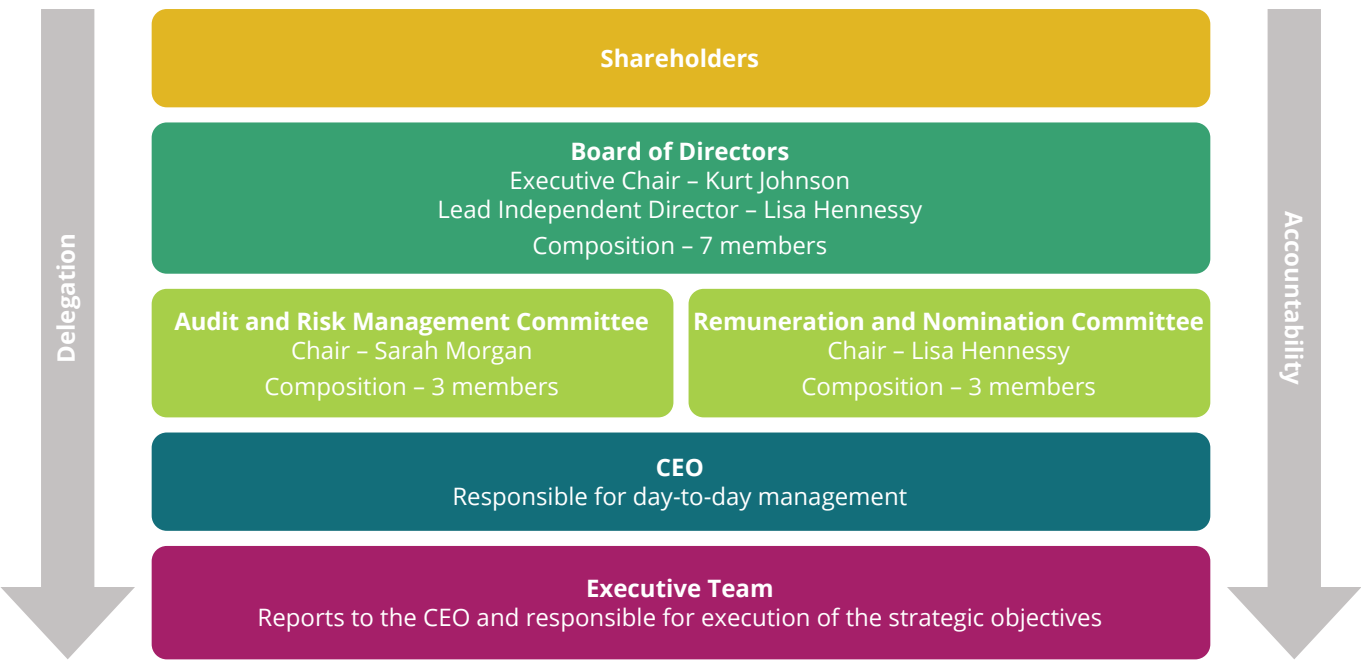 Delegation
Shareholders
Board of Directors
Executive Chair – Kurt Johnson
Lead Independent Director – Lisa Hennessy
Composition – 7 members
Audit and Risk Management Committee
Chair – Sarah Morgan
Composition – 3 members
Remuneration and Nomination Committee
Chair – Lisa Hennessy
Composition – 3 members
CEO
Responsible for day-to-day management
Executive Team
Reports to the CEO and responsible for execution of the strategic objectives
Accountability